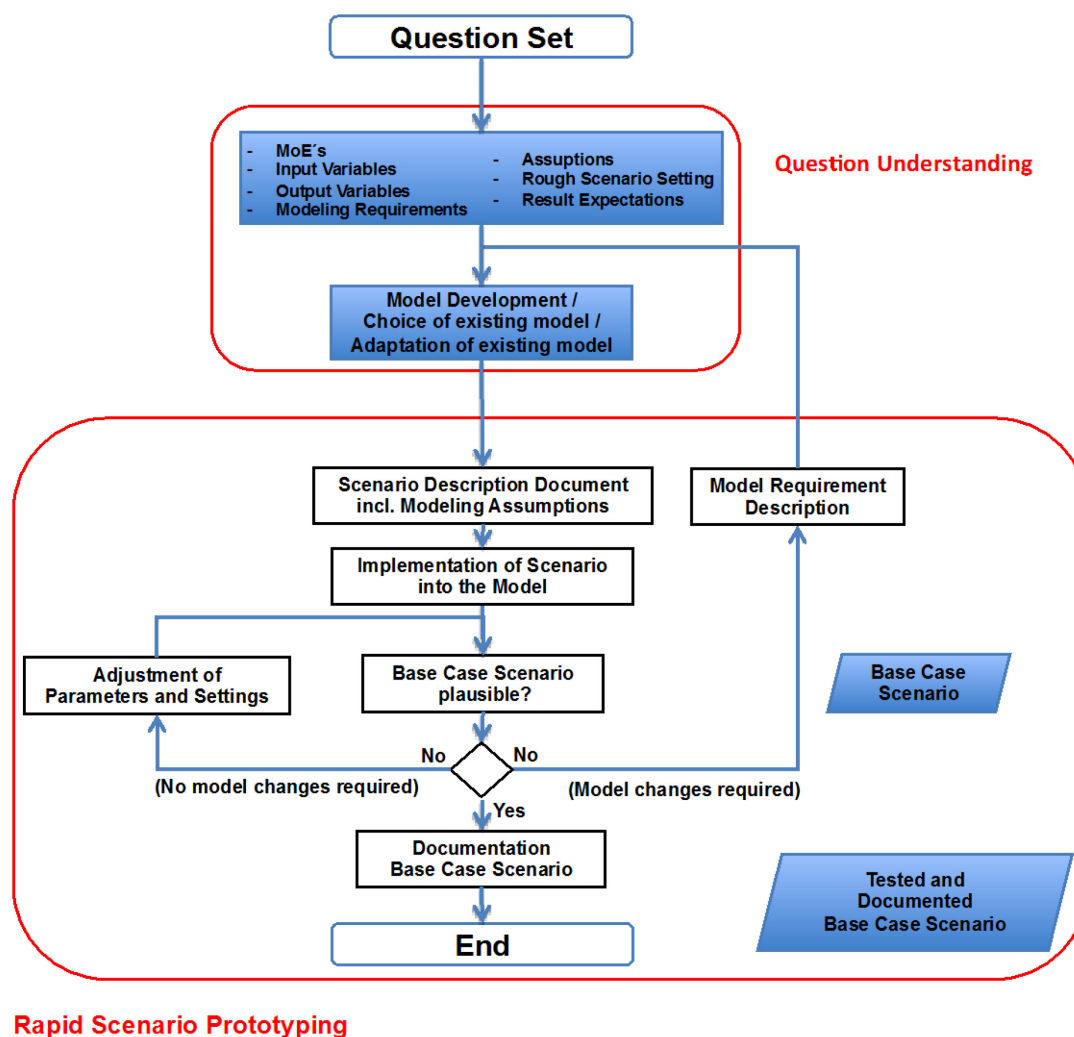 Question Set
- MoE´s
- Input Variables
- Output Variables
- Modeling Requirements
- Assuptions
- Rough Scenario Setting
- Result Expectations
Question Understanding
Model Development /
Choice of existing model /
Adaptation of existing model
Scenario Description Document
incl. Modeling Assumptions
Model Requirement
Description
Implementation of Scenario
into the Model
Adjustment of
Parameters and Settings
Base Case Scenario
plausible?
Base Case
Scenario
No
No
(No model changes required)
(Model changes required)
Yes
Documentation
Base Case Scenario
Tested and
Documented
Base Case Scenario
End
Rapid Scenario Prototyping